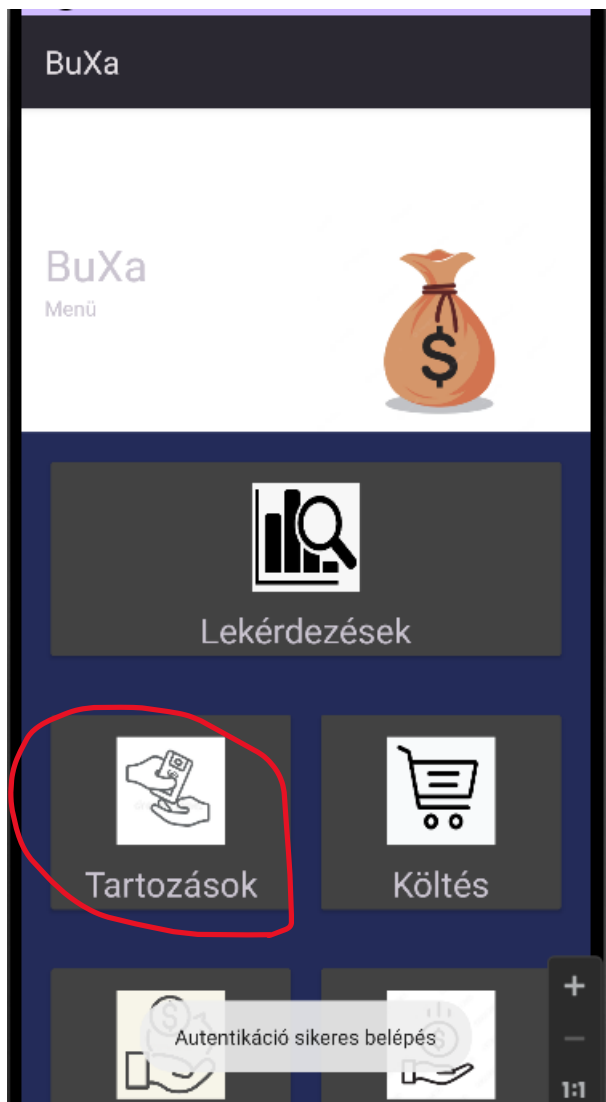 BuXa
BuXa
Menü
$
Lekérdezések
Tartozások
Költés
Autentikáció sikeres belépés
+
1:1